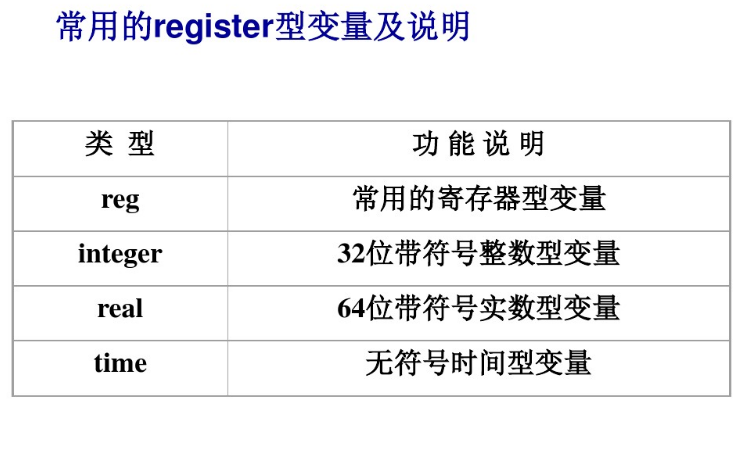 常用的register型变量及说明
类 型 功 能 说 明
reg 常用的寄存器型变量
integer 32位带符号整数型变量
real 64位带符号实数型变量
time 无符号时间型变量